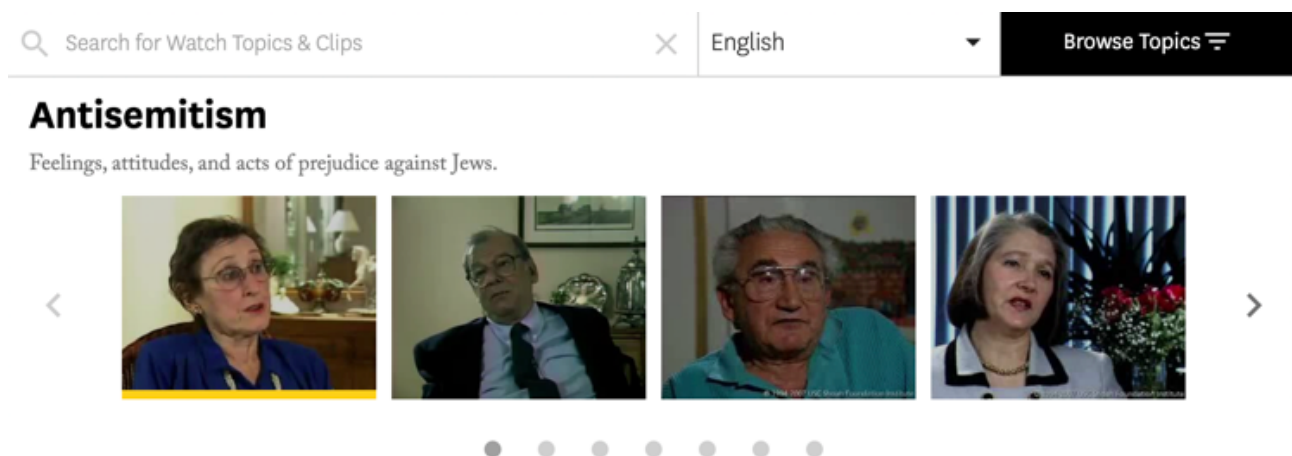 Search for Watch Topics & Clips
English
Browse Topics
Antisemitism
Feelings, attitudes, and acts of prejudice against Jews.